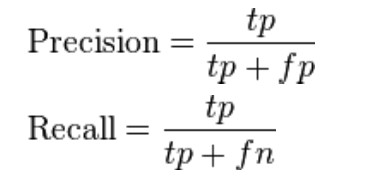 Precision = tp / tp + fp
Recall = tp / tp + fn